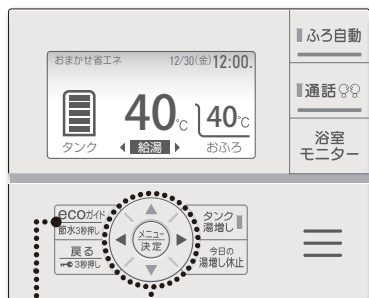 おまかせ省エネ 12/30(金)12:00.
40℃ 40℃
タンク 給湯 おふろ
ふろ自動
通話
浴室
モニター
ecoガイド
節水3秒押し
戻る
3秒押し
メニュー
決定
タンク
湯増し
今日の
湯増し休止